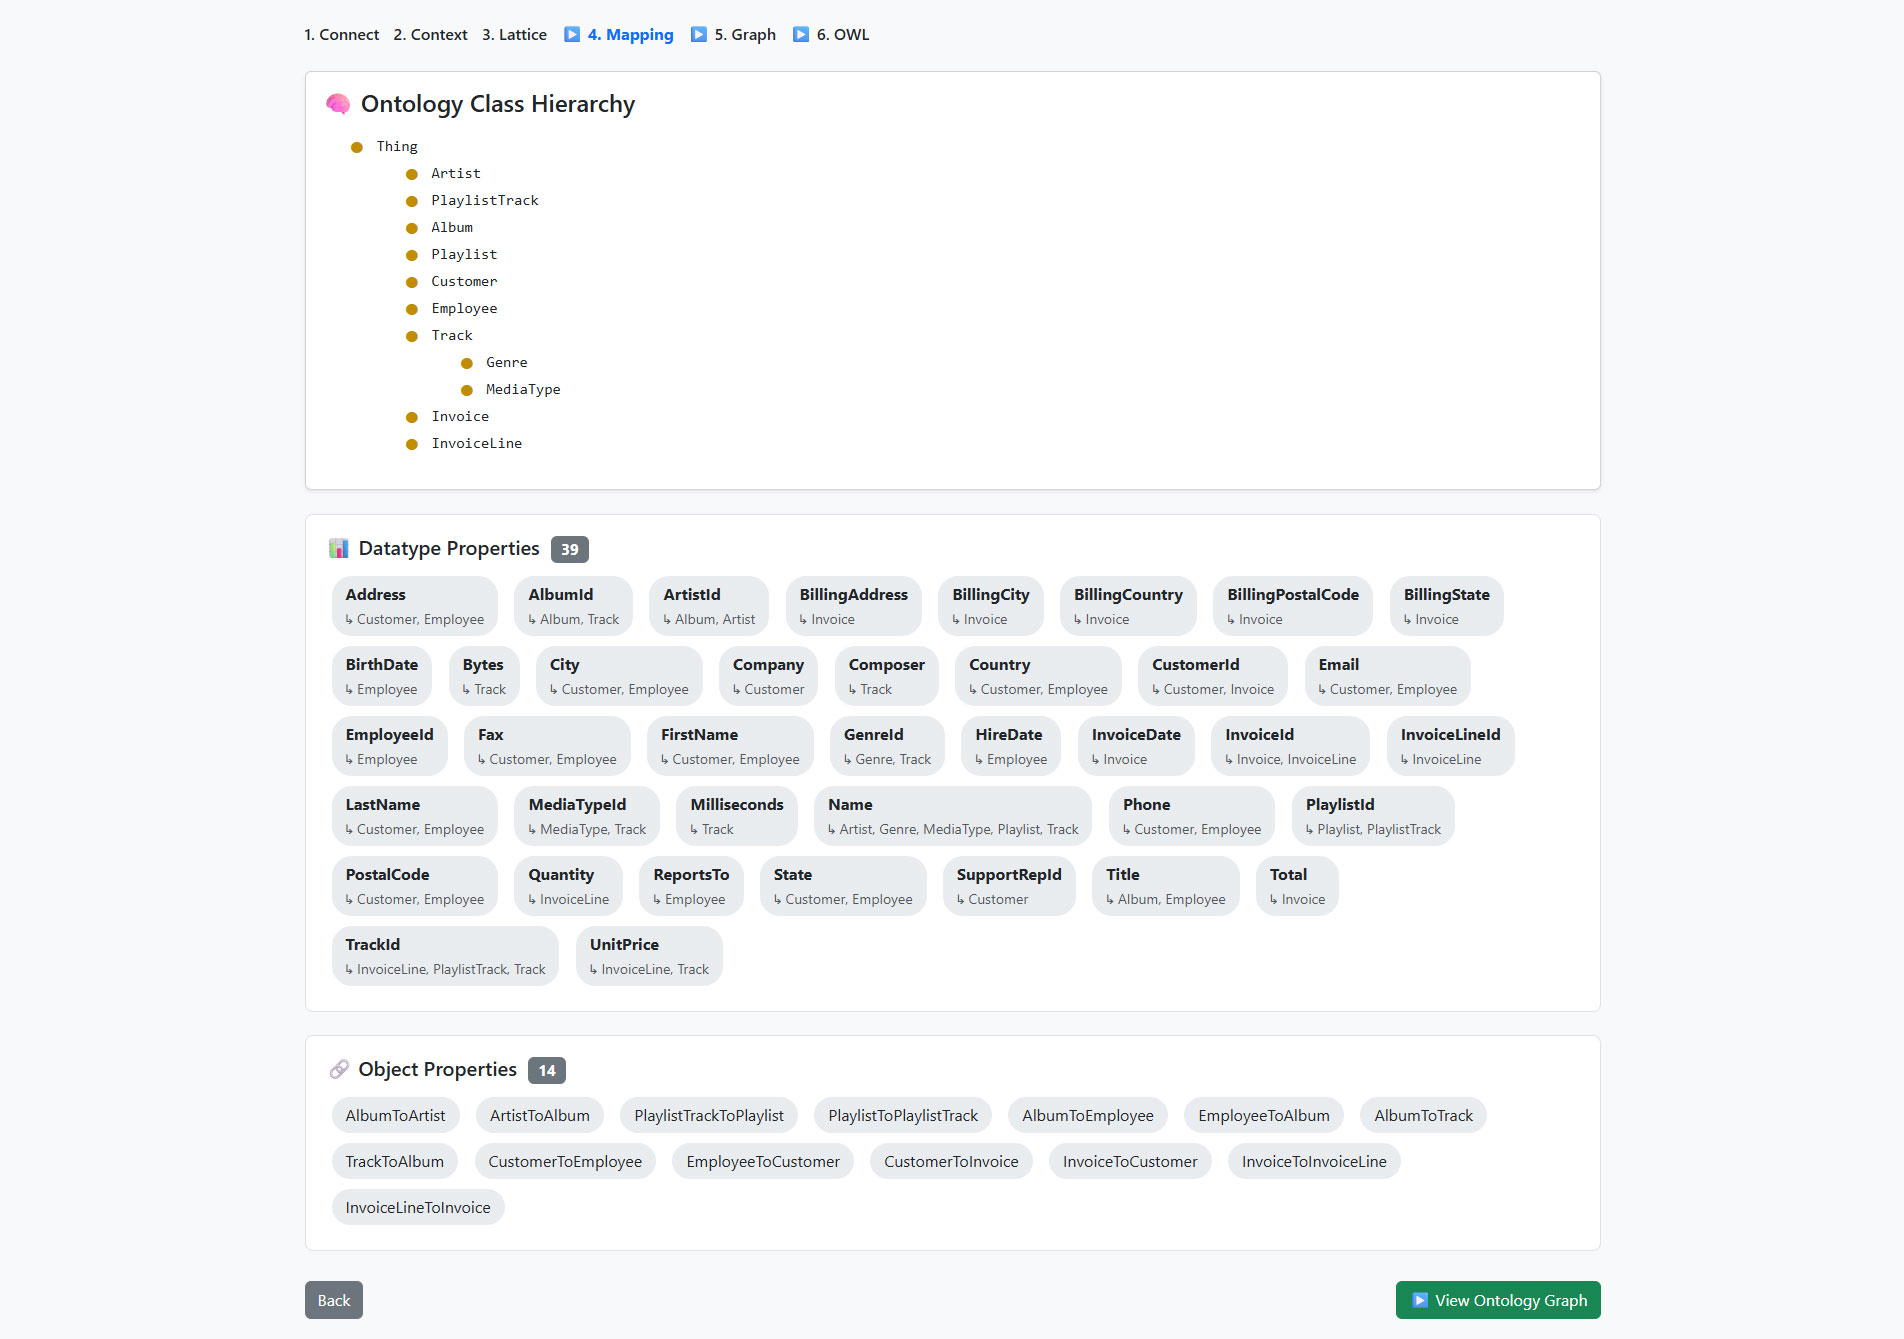 1. Connect 2. Context 3. Lattice 4. Mapping 5. Graph 6. OWL
Ontology Class Hierarchy
Thing
Artist
PlaylistTrack
Album
Playlist
Customer
Employee
Track
Genre
MediaType
Invoice
InvoiceLine
Datatype Properties 39
Address AlbumId ArtistId BillingAddress BillingCity BillingCountry BillingPostalCode BillingState
↳ Customer, Employee ↳ Album, Track ↳ Album, Artist ↳ Invoice ↳ Invoice ↳ Invoice ↳ Invoice ↳ Invoice
BirthDate Bytes City Company Composer Country CustomerId Email
↳ Employee ↳ Track ↳ Customer, Employee ↳ Customer ↳ Track ↳ Customer, Employee ↳ Customer, Invoice ↳ Customer, Employee
EmployeeId Fax FirstName GenreId HireDate InvoiceDate InvoiceId InvoiceLineId
↳ Employee ↳ Customer, Employee ↳ Customer, Employee ↳ Genre, Track ↳ Employee ↳ Invoice ↳ Invoice, InvoiceLine ↳ InvoiceLine
LastName MediaTypeId Milliseconds Name Phone PlaylistId
↳ Customer, Employee ↳ MediaType, Track ↳ Track ↳ Artist, Genre, MediaType, Playlist, Track ↳ Customer, Employee ↳ Playlist, PlaylistTrack
PostalCode Quantity ReportsTo State SupportRepId Title Total
↳ Customer, Employee ↳ InvoiceLine ↳ Employee ↳ Customer, Employee ↳ Customer ↳ Album, Employee ↳ Invoice
TrackId UnitPrice
↳ InvoiceLine, PlaylistTrack, Track ↳ InvoiceLine, Track
Object Properties 14
AlbumToArtist ArtistToAlbum PlaylistTrackToPlaylist PlaylistToPlaylistTrack AlbumToEmployee EmployeeToAlbum AlbumToTrack
TrackToAlbum CustomerToEmployee EmployeeToCustomer CustomerToInvoice InvoiceToCustomer InvoiceToInvoiceLine
InvoiceLineToInvoice
Back View Ontology Graph